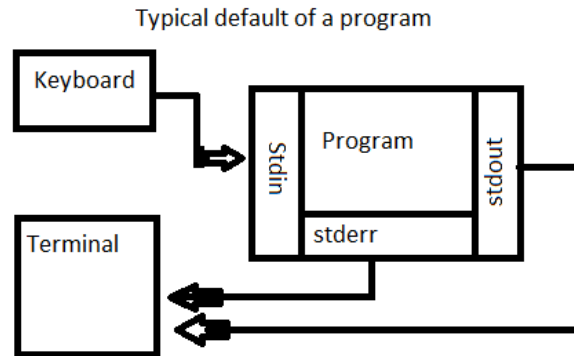 Typical default of a program
Keyboard
Stdin
Program
stdout
stderr
Terminal